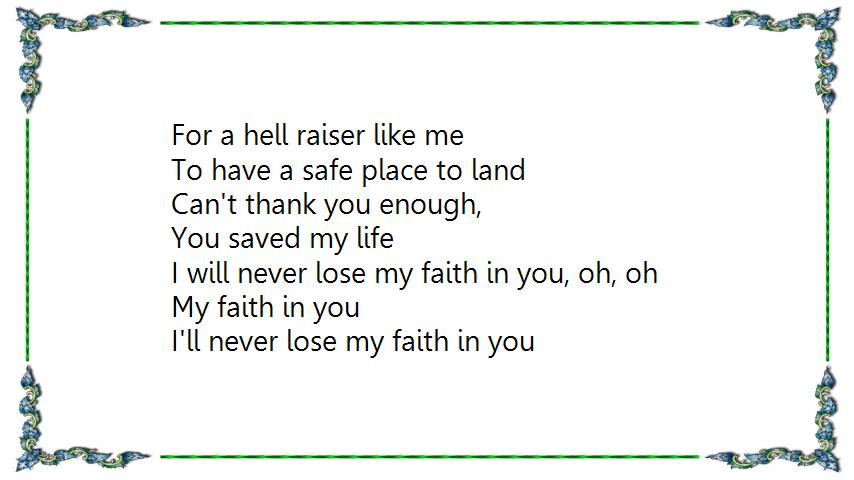 For a hell raiser like me
To have a safe place to land
Can't thank you enough,
You saved my life
I will never lose my faith in you, oh, oh
My faith in you
I'll never lose my faith in you